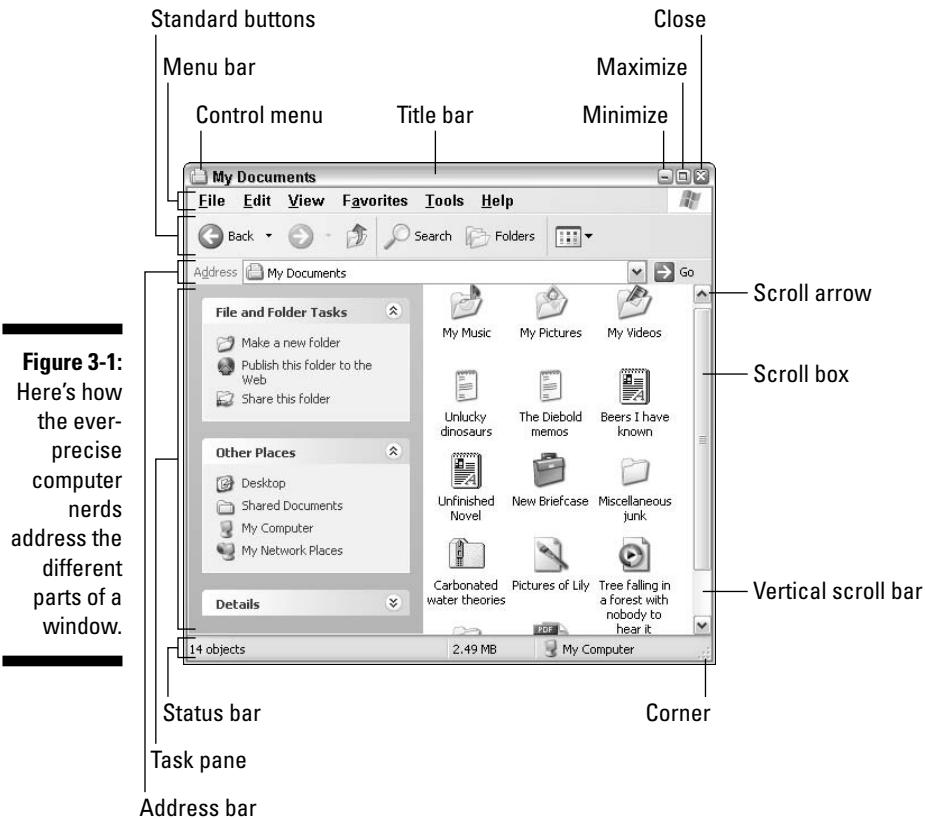 Standard buttons
Close
Menu bar
Maximize
Control menu
Title bar
Minimize
My Documents
File Edit View Favorites Tools Help
Back
Search
Folders
Address
My Documents
Go
File and Folder Tasks
Make a new folder
Publish this folder to the
Web
Share this folder
Other Places
Desktop
Shared Documents
My Computer
My Network Places
Details
My Music
My Pictures
My Videos
Unlucky
dinosaurs
The Diebold
memos
Beers I have
known
Unfinished
Novel
New Briefcase
Miscellaneous
junk
Carbonated
water theories
Pictures of Lily
Tree falling in
a forest with
nobody to
hear it
PDF
14 objects
2.49 MB
My Computer
Scroll arrow
Scroll box
Vertical scroll bar
Figure 3-1:
Here's how
the ever-
precise
computer
nerds
address the
different
parts of a
window.
Status bar
Corner
Task pane
Address bar